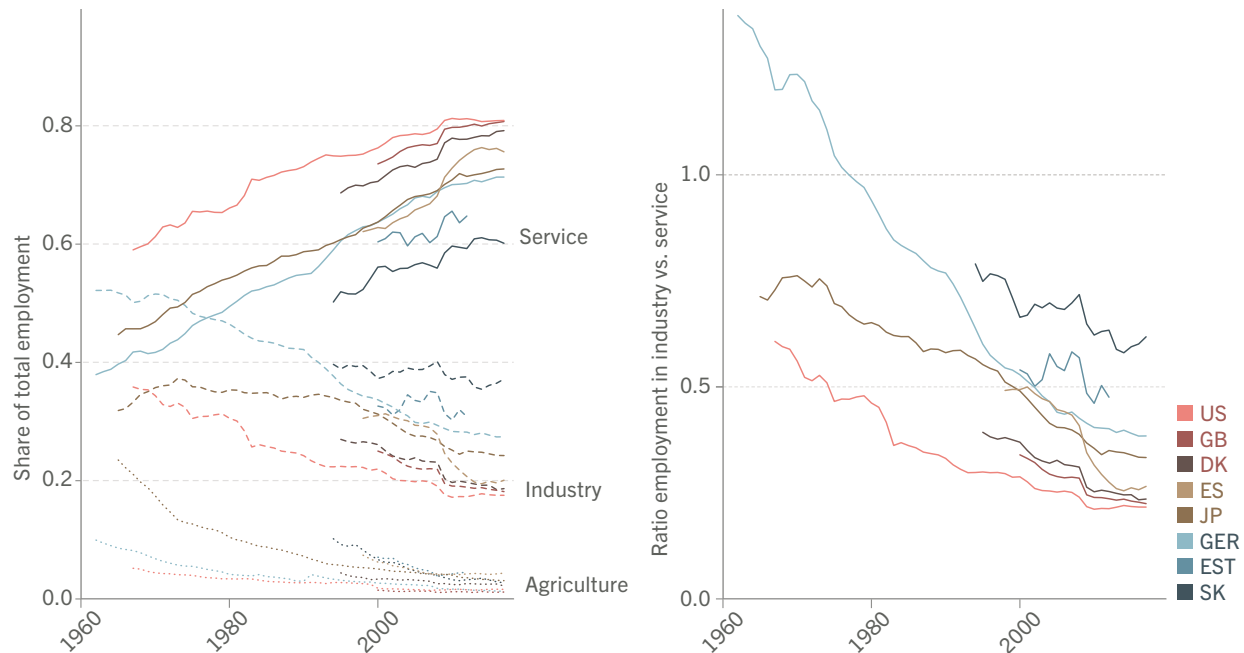 Share of total employment
0.8
0.6
0.4
0.2
0.0
1960
1980
2000
Service
Industry
Agriculture
Ratio employment in industry vs. service
1.0
0.5
0.0
1960
1980
2000
US
GB
DK
ES
JP
GER
EST
SK